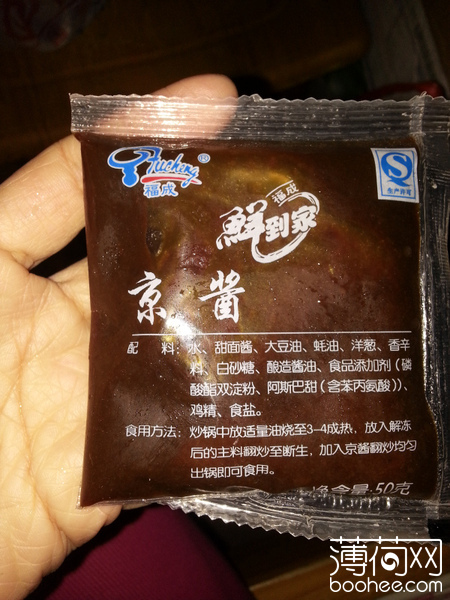 Fucheng ®
福成
S
生产许可
福成
鲜到家
京酱
配 料：水、甜面酱、大豆油、蚝油、洋葱、香辛
料、白砂糖、酿造酱油、食品添加剂（磷
酸酯双淀粉、阿斯巴甜（含苯丙氨酸））、
鸡精、食盐。
食用方法：炒锅中放适量油烧至3-4成热，放入解冻
后的主料翻炒至断生，加入京酱翻炒均匀
出锅即可食用。
净含量:50克
薄荷网
boohee.com